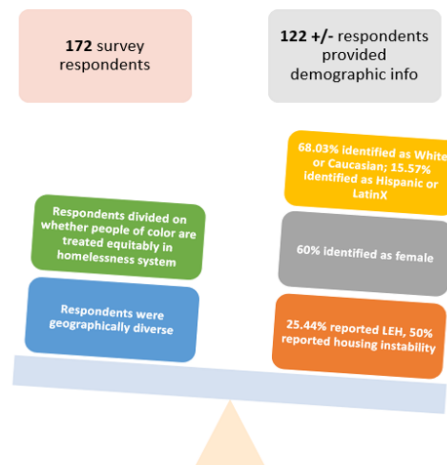 172 survey
respondents
122 +/- respondents
provided
demographic info
Respondents divided on
whether people of color are
treated equitably in
homelessness system
Respondents were
geographically diverse
68.03% identified as White
or Caucasian; 15.57%
identified as Hispanic or
LatinX
60% identified as female
25.44% reported LEH, 50%
reported housing instability